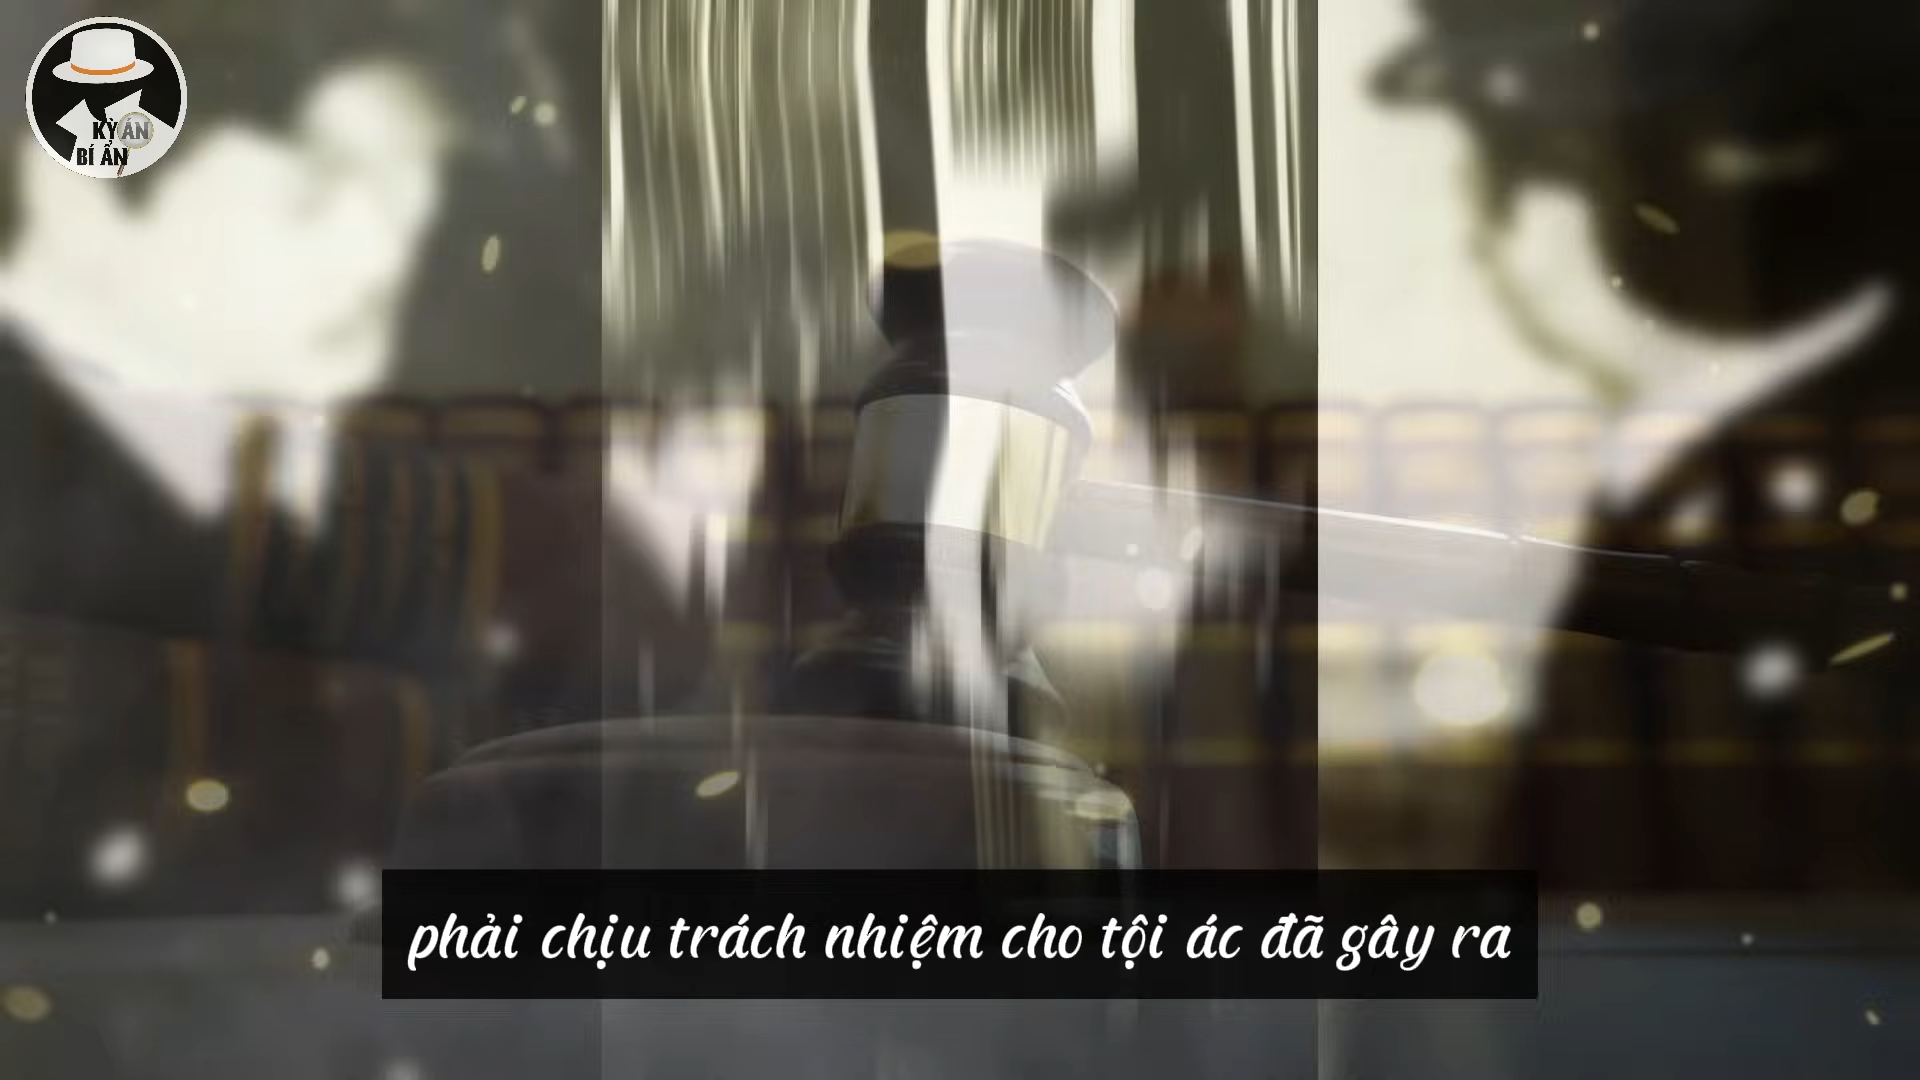 KỲ ÁN
BÍ ẨN
phải chịu trách nhiệm cho tội ác đã gây ra